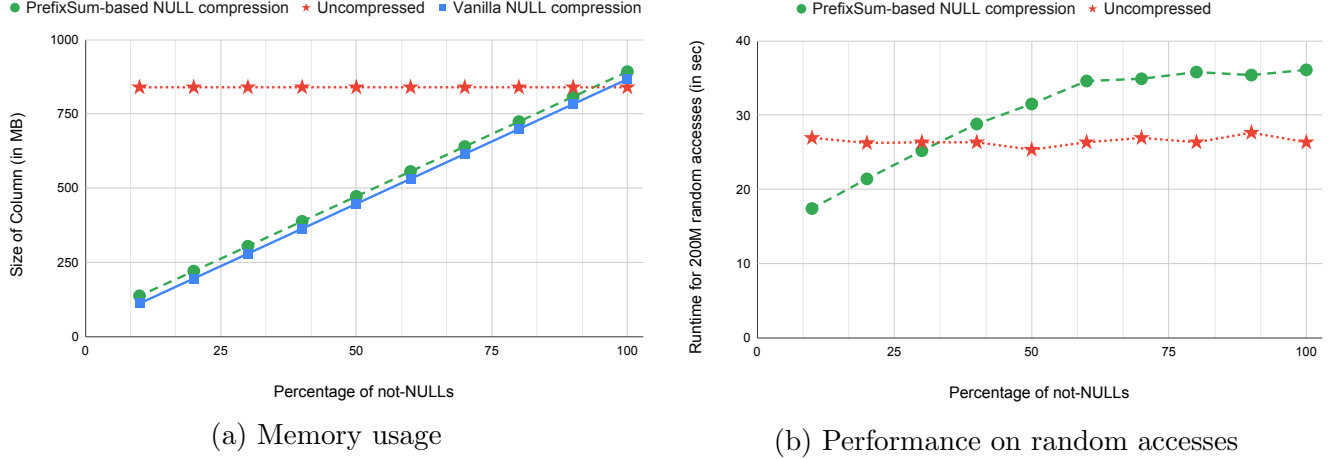 PrefixSum-based NULL compression Uncompressed Vanilla NULL compression
Size of Column (in MB)
1000
750
500
250
0
0 25 50 75 100
Percentage of not-NULLs
(a) Memory usage
PrefixSum-based NULL compression Uncompressed
Runtime for 200M random accesses (in sec)
40
30
20
10
0
0 25 50 75 100
Percentage of not-NULLs
(b) Performance on random accesses